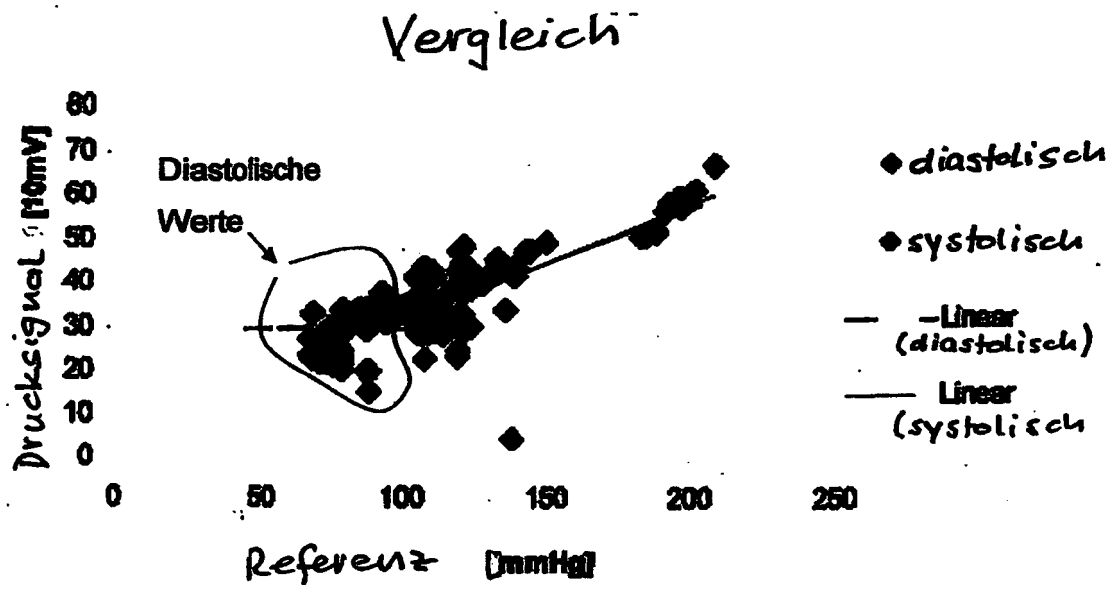 Vergleich
Drucksignal [10mV]
80
70
60
50
40
30
20
10
0
Diastolische
Werte
0 50 100 150 200 250
Referenz [mmHg]
diastolisch
systolisch
Linear
(diastolisch)
Linear
(systolisch